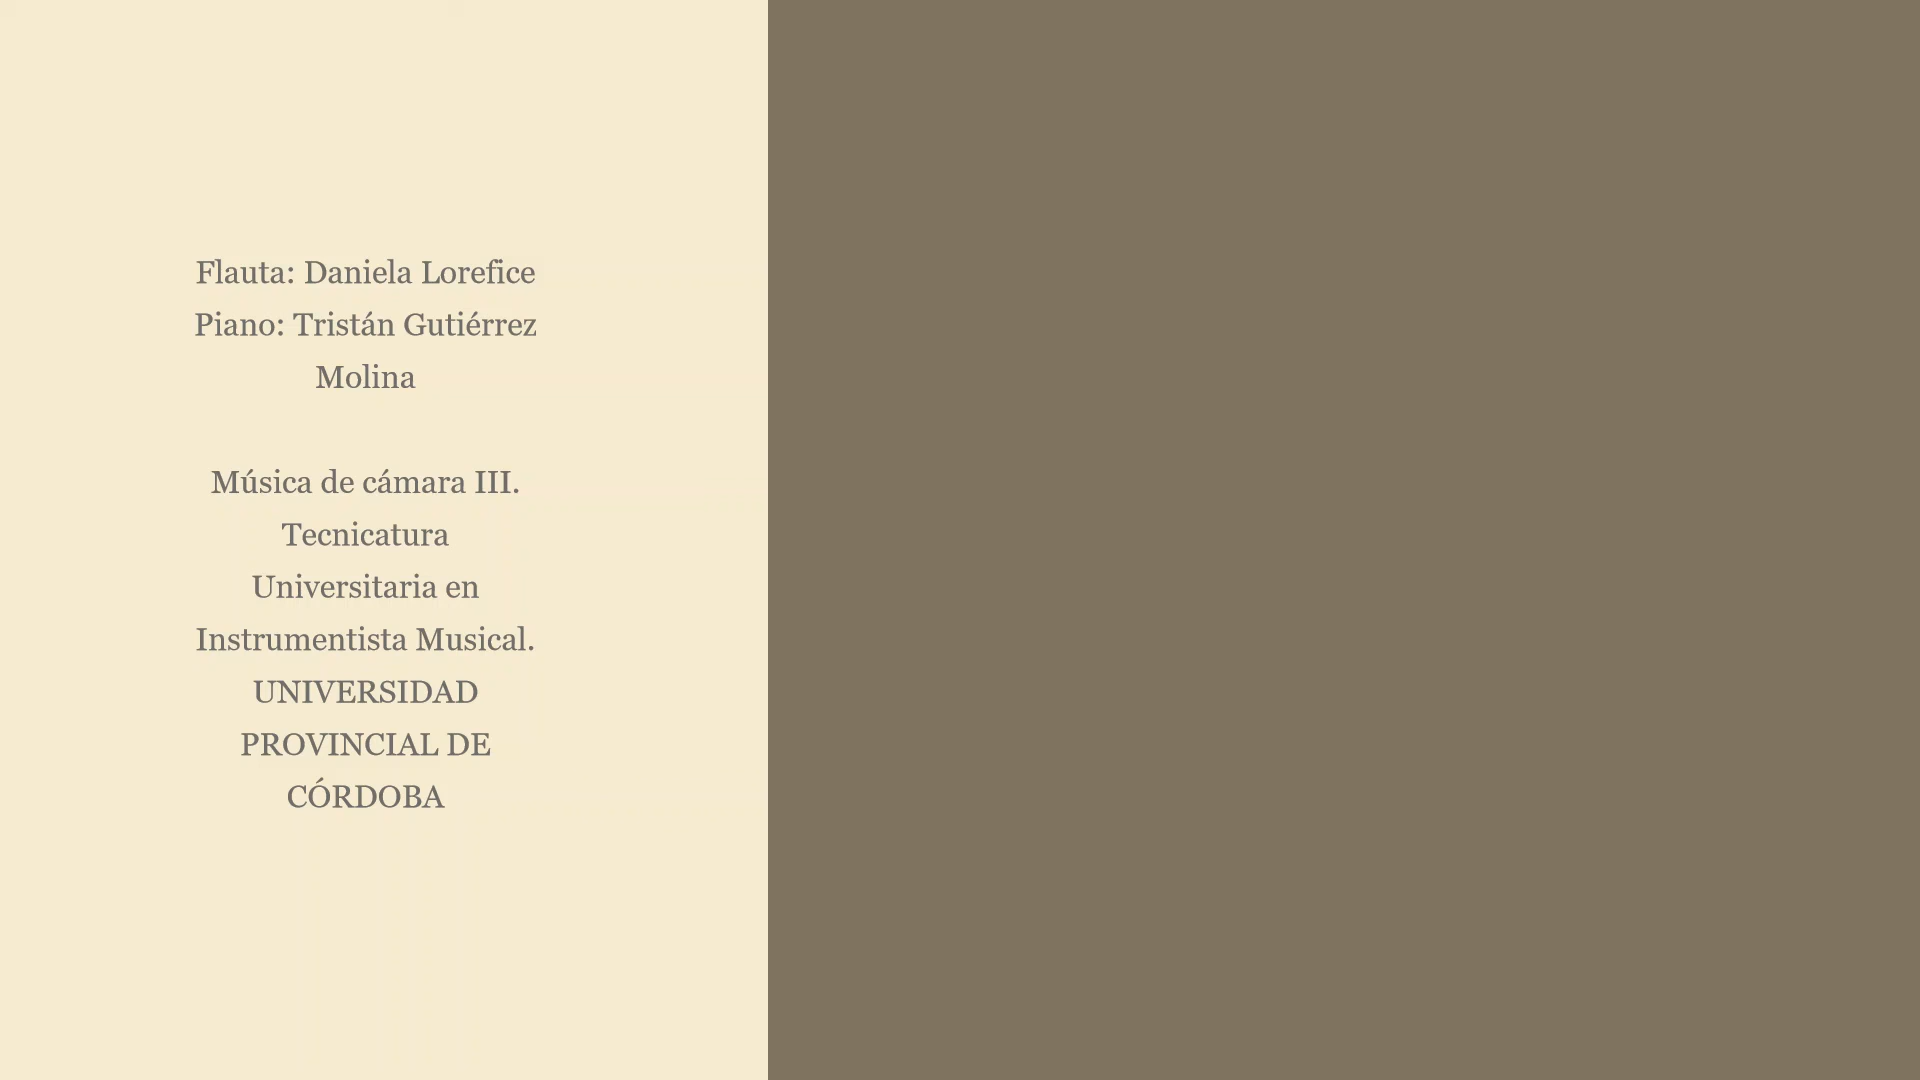 Flauta: Daniela Lorefice
Piano: Tristán Gutiérrez
Molina
Música de cámara III.
Tecnicatura
Universitaria en
Instrumentista Musical.
UNIVERSIDAD
PROVINCIAL DE
CÓRDOBA